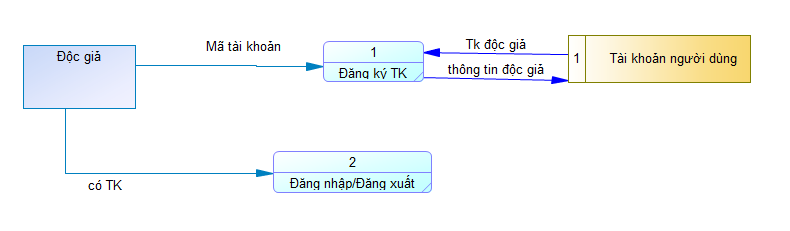 Độc giả
Mã tài khoản
1
Đăng ký TK
Tk độc giả
thông tin độc giả
1
Tài khoản người dùng
có TK
2
Đăng nhập/Đăng xuất